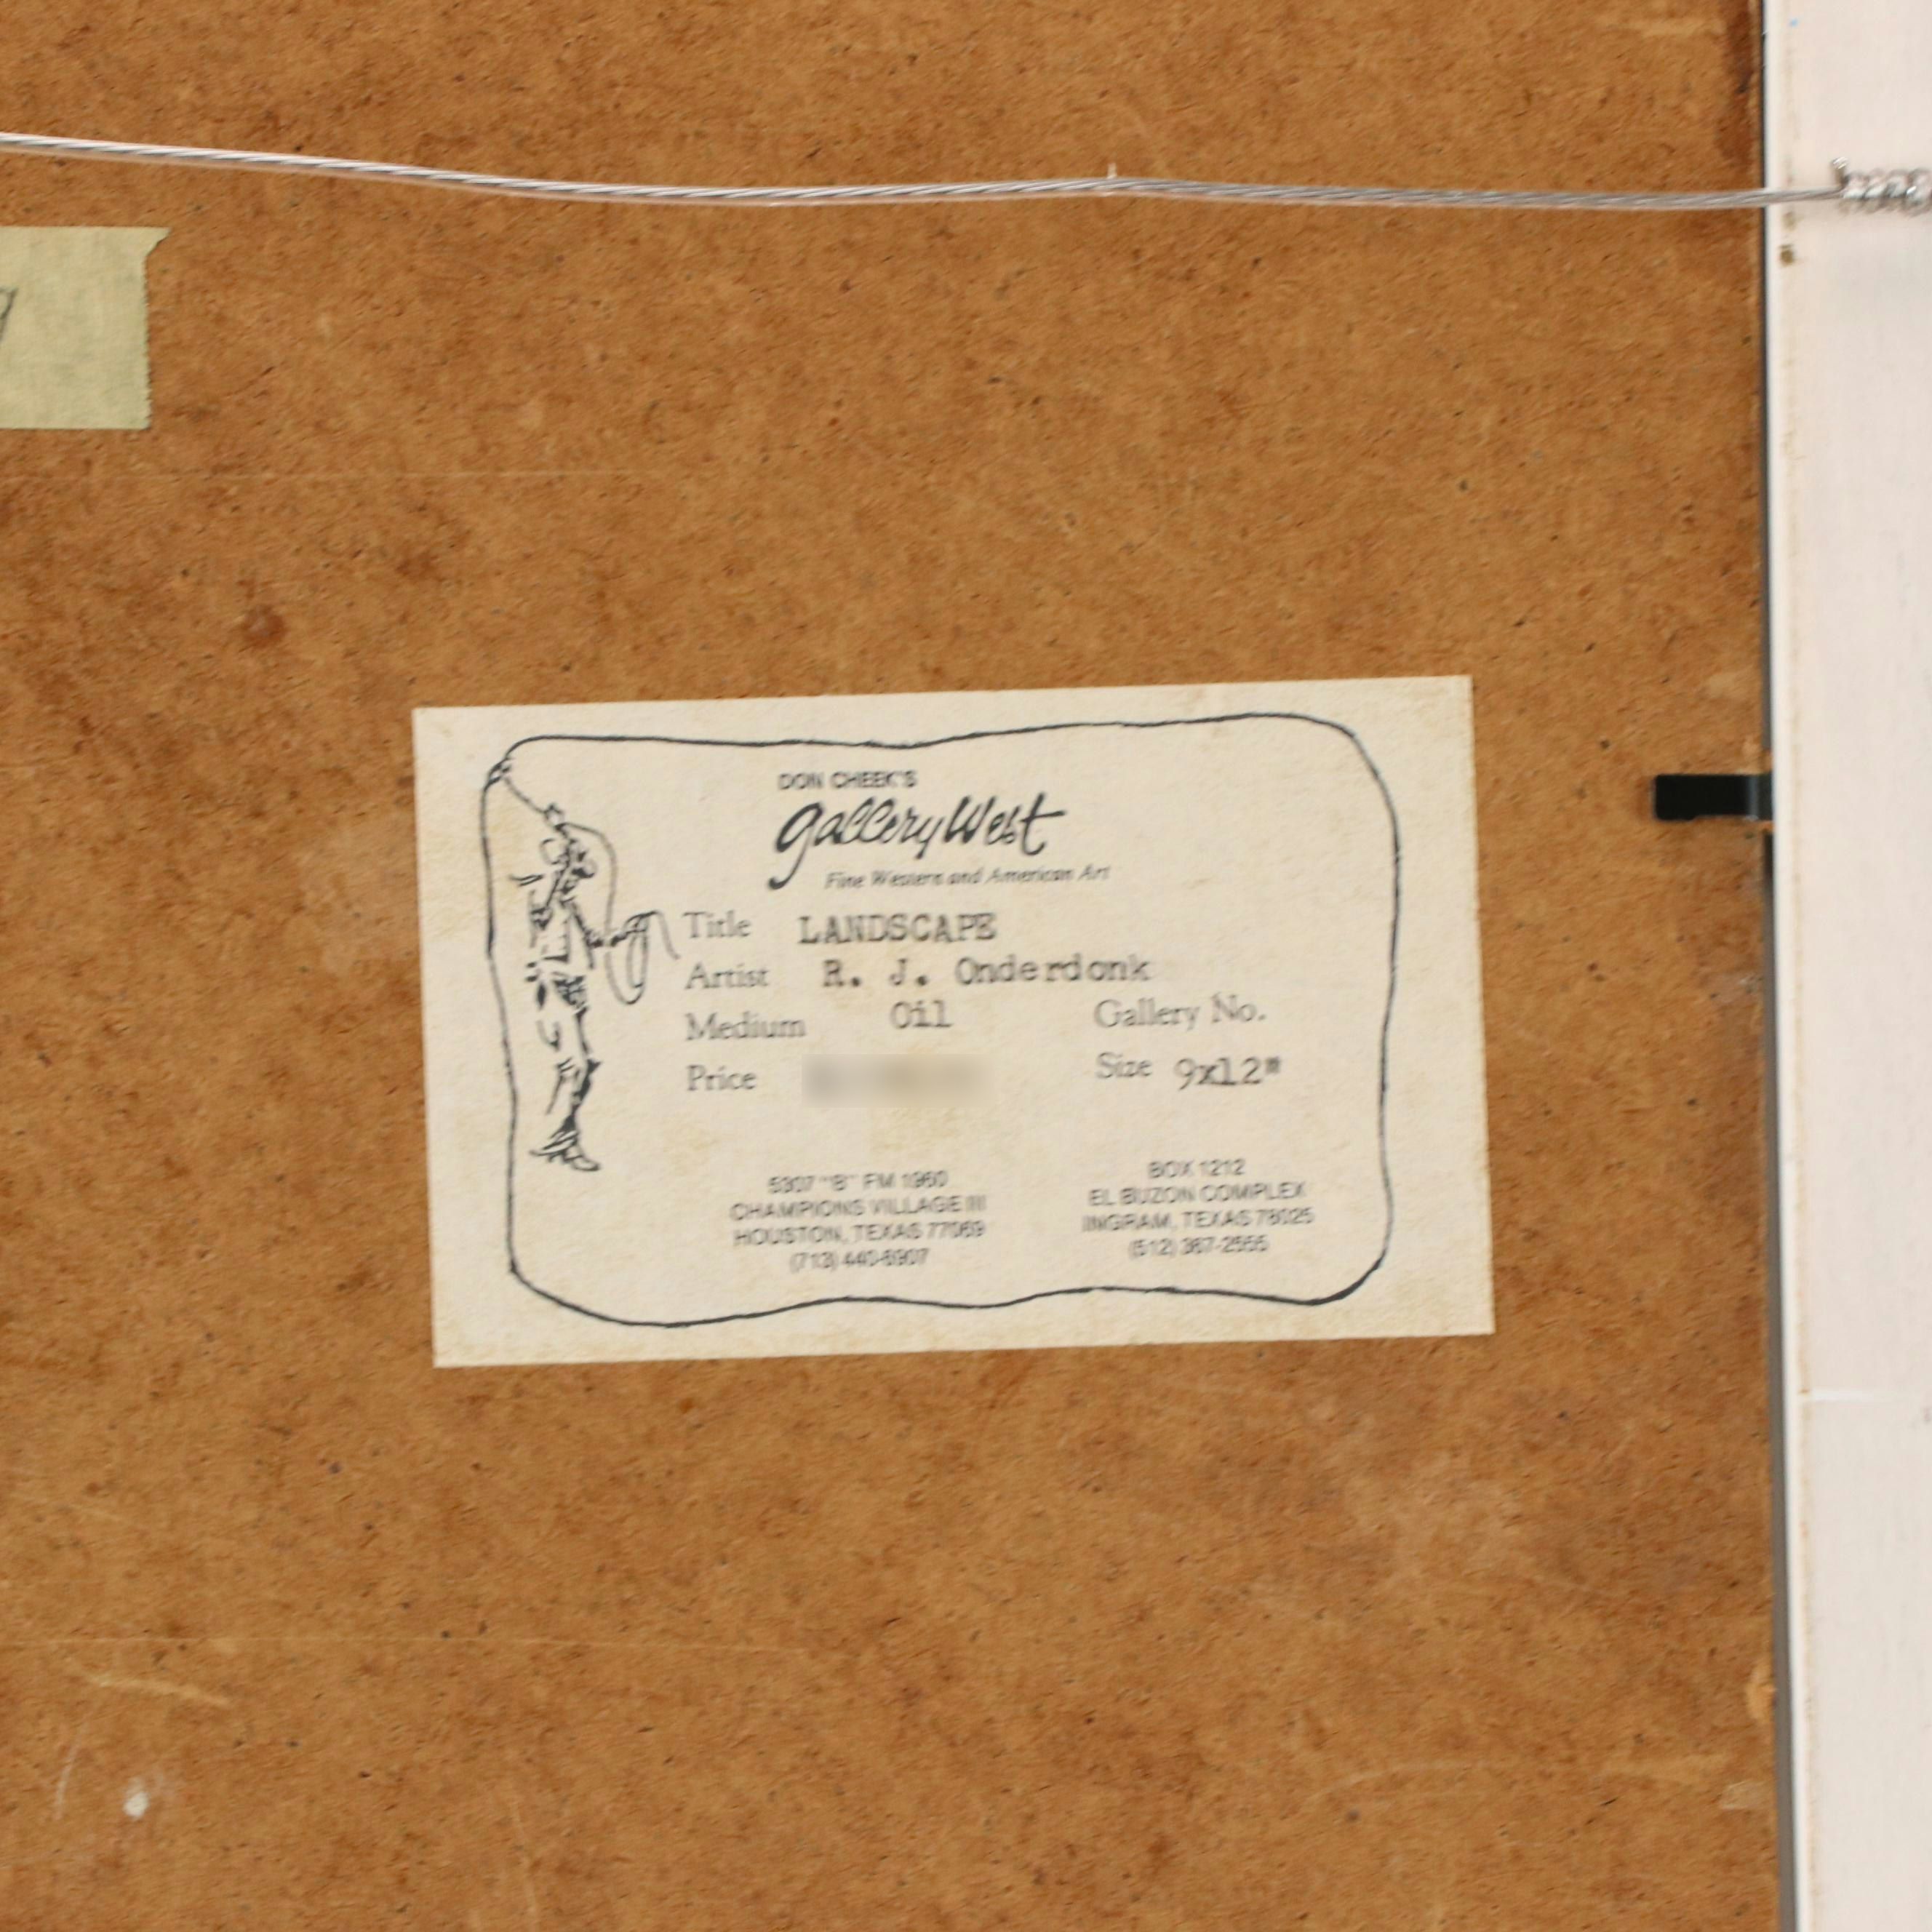 DON CHEEK'S
Gallery West
Fine Western and American Art
Title LANDSCAPE
Artist R. J. Onderdonk
Medium Oil Gallery No.
Price Size 9x12"
5307 "B" FM 1960
CHAMPIONS VILLAGE III
HOUSTON, TEXAS 77069
(713) 440-6907
BOX 1212
EL BUZON COMPLEX
INGRAM, TEXAS 78025
(512) 367-2555